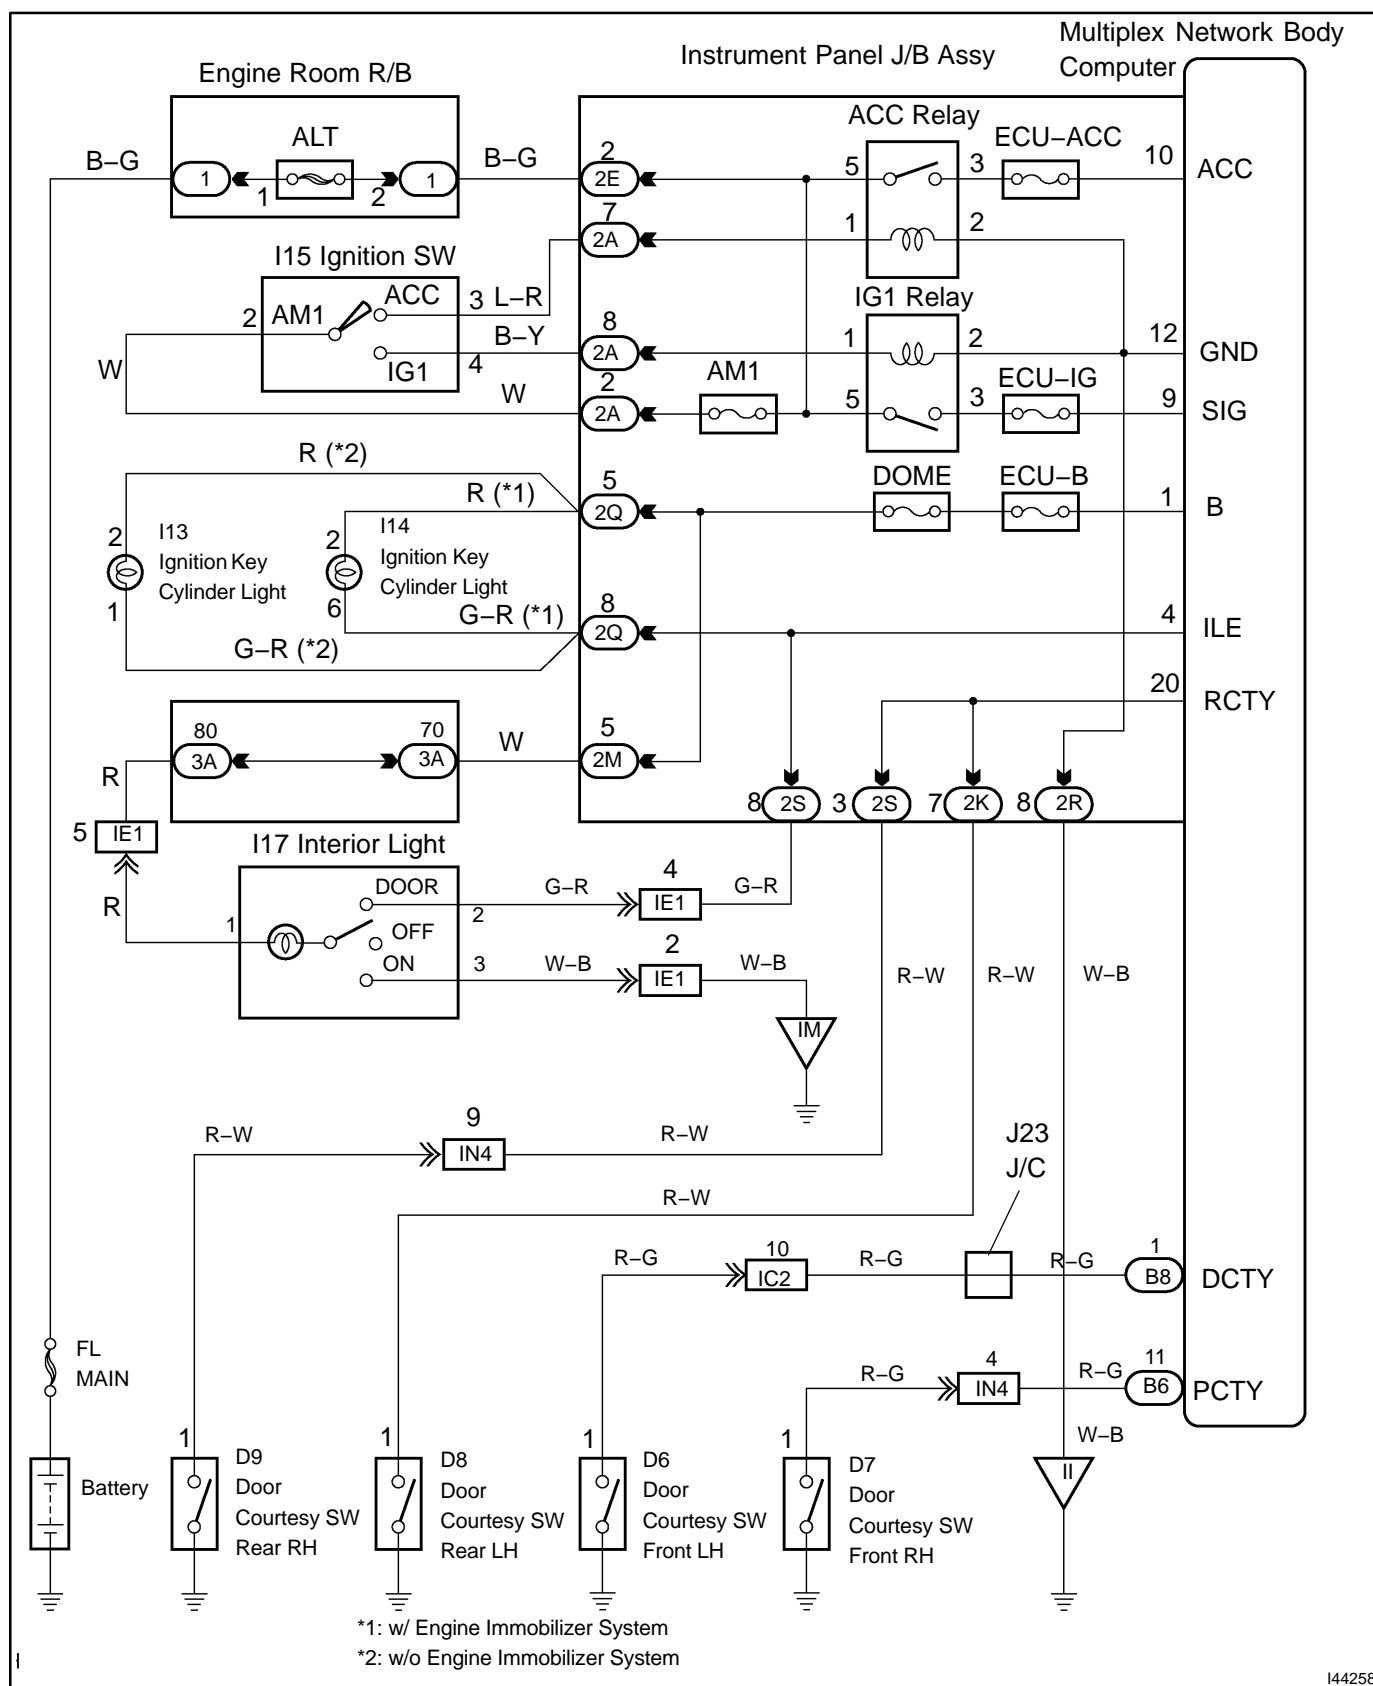 Multiplex Network Body
Computer
Instrument Panel J/B Assy
Engine Room R/B
ACC Relay
ALT
ECU–ACC
B–G
1
1
2
1
B–G
2
2E
5
3
10
ACC
7
2A
1
2
I15 Ignition SW
IG1 Relay
2
AM1
ACC
3
L–R
B–Y
IG1
4
8
2A
1
2
12
GND
W
W
2
2A
AM1
5
3
ECU–IG
9
SIG
R (*2)
R (*1)
5
2Q
DOME
ECU–B
1
B
2
I13
Ignition Key
Cylinder Light
1
2
I14
Ignition Key
Cylinder Light
6
G–R (*1)
G–R (*2)
8
2Q
4
ILE
20
RCTY
80
3A
70
3A
W
5
2M
R
8
2S
3
2S
7
2K
8
2R
5
IE1
R
I17 Interior Light
1
DOOR
OFF
ON
2
3
G–R
4
IE1
G–R
W–B
2
IE1
W–B
R–W
R–W
W–B
IM
R–W
9
IN4
R–W
J23
J/C
R–W
R–G
10
IC2
R–G
R–G
1
B8
DCTY
FL
MAIN
R–G
4
IN4
R–G
11
B6
PCTY
W–B
II
Battery
1
D9
Door
Courtesy SW
Rear RH
1
D8
Door
Courtesy SW
Rear LH
1
D6
Door
Courtesy SW
Front LH
1
D7
Door
Courtesy SW
Front RH
*1: w/ Engine Immobilizer System
*2: w/o Engine Immobilizer System
I44258